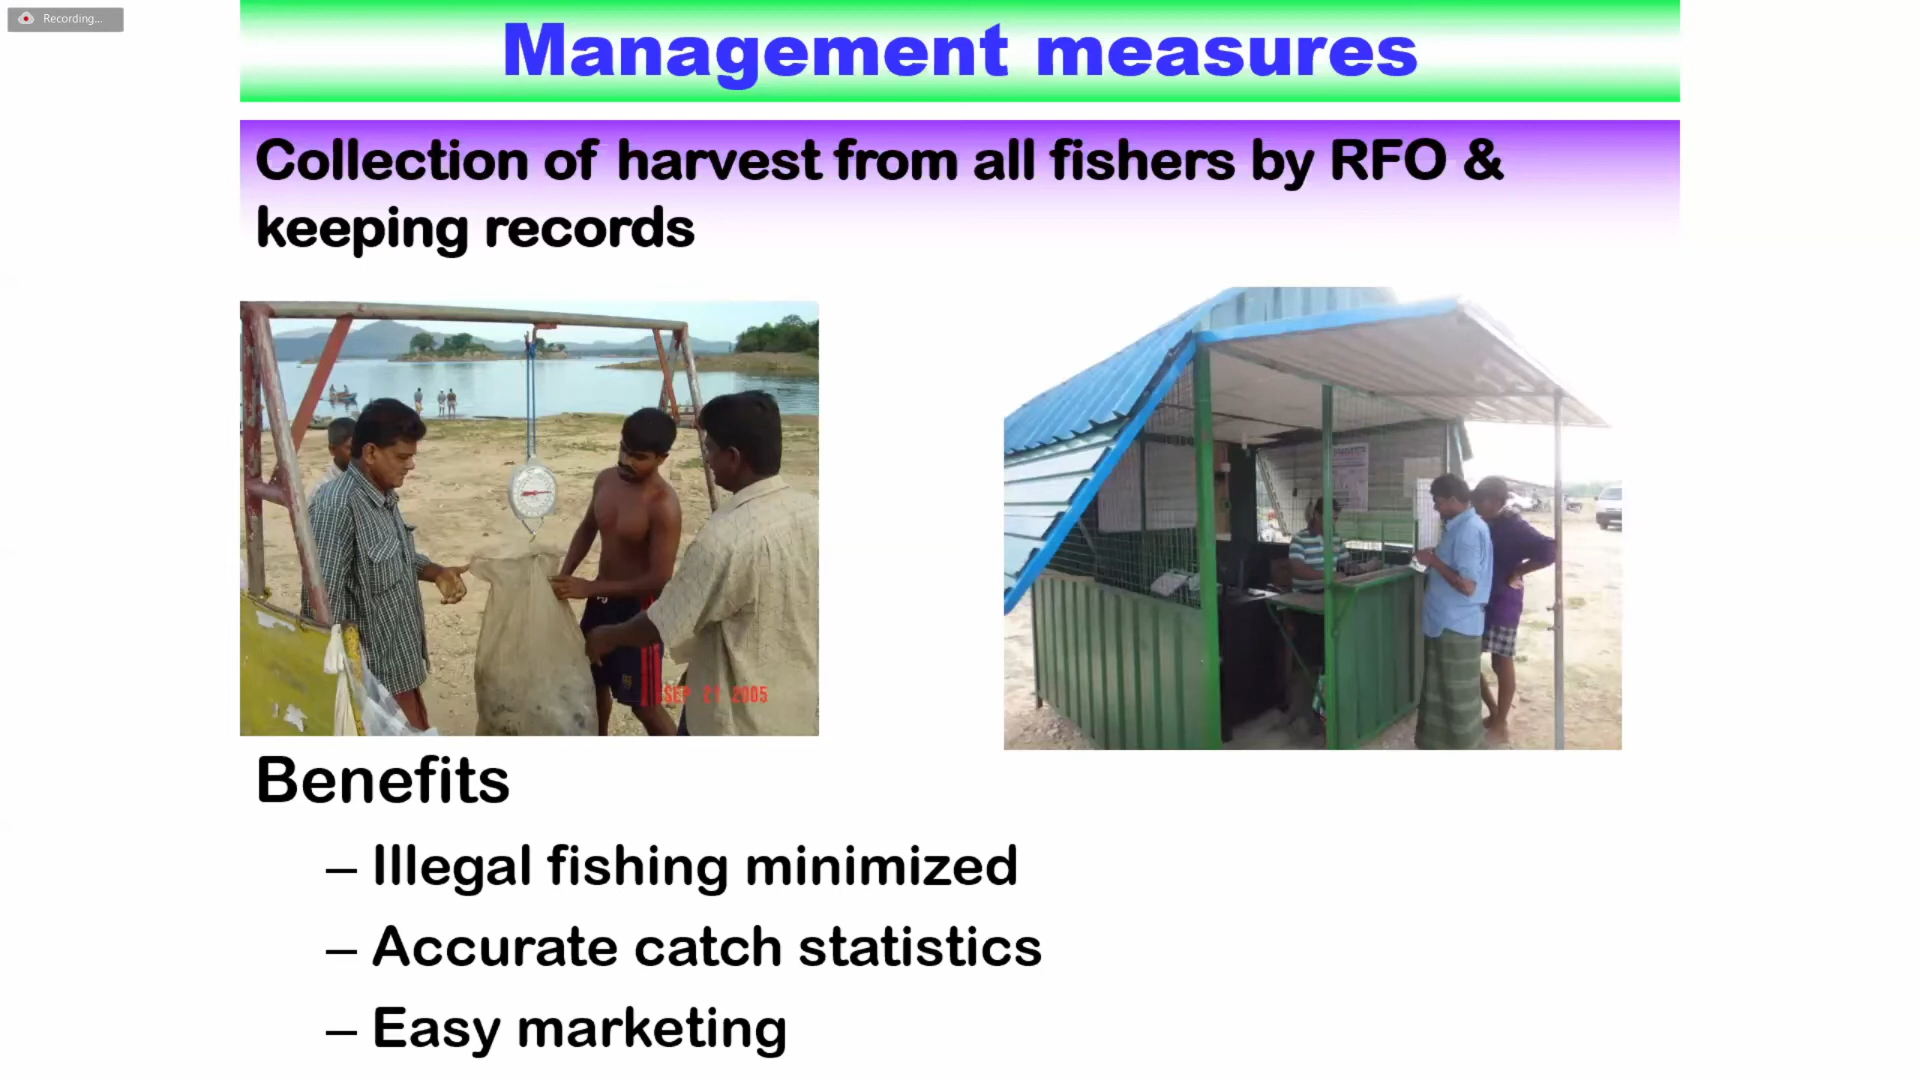 Recording...
Management measures
Collection of harvest from all fishers by RFO &
keeping records
SEP 21 2005
Benefits
– Illegal fishing minimized
– Accurate catch statistics
– Easy marketing